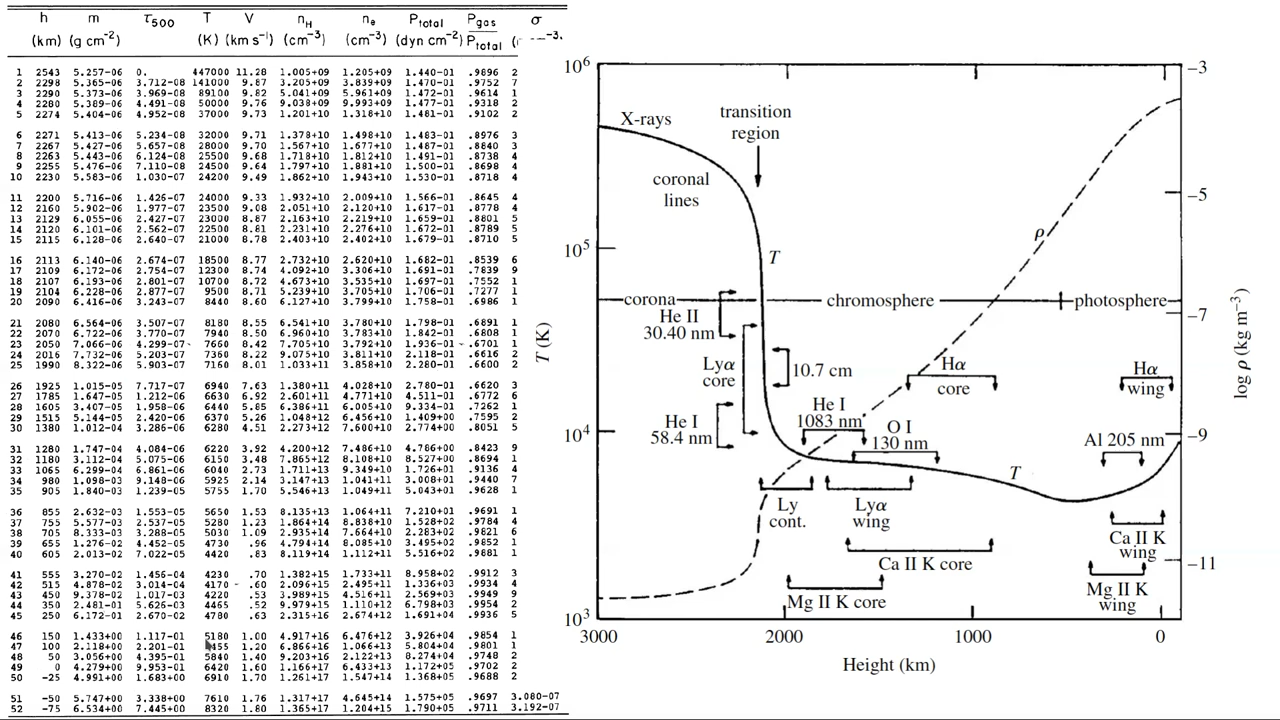 h m τ500 T V nH ne Ptotal Pgas/Ptotal σ
(km) (g cm⁻²) (K) (km s⁻¹) (cm⁻³) (cm⁻³) (dyn cm⁻²)
1 2543 5.257-06 0. 447000 11.28 1.005+09 1.205+09 1.440-01 .9896 2
2 2298 5.365-06 3.712-08 141000 9.87 3.205+09 3.839+09 1.470-01 .9752 7
3 2290 5.373-06 3.969-08 89100 9.82 5.041+09 5.961+09 1.472-01 .9614 1
4 2280 5.389-06 4.491-08 50000 9.76 9.038+09 9.993+09 1.477-01 .9318 2
5 2274 5.404-06 4.952-08 37000 9.73 1.201+10 1.318+10 1.481-01 .9102 2
6 2271 5.413-06 5.234-08 32000 9.71 1.378+10 1.498+10 1.483-01 .8976 3
7 2267 5.427-06 5.657-08 28000 9.70 1.567+10 1.677+10 1.487-01 .8840 3
8 2263 5.443-06 6.124-08 25500 9.68 1.718+10 1.812+10 1.491-01 .8738 4
9 2255 5.476-06 7.110-08 24500 9.64 1.797+10 1.881+10 1.500-01 .8698 4
10 2230 5.583-06 1.030-07 24200 9.49 1.862+10 1.943+10 1.530-01 .8718 4
11 2200 5.716-06 1.426-07 24000 9.33 1.932+10 2.009+10 1.566-01 .8645 4
12 2160 5.902-06 1.977-07 23500 9.08 2.051+10 2.120+10 1.617-01 .8778 4
13 2129 6.055-06 2.427-07 23000 8.87 2.163+10 2.219+10 1.659-01 .8801 5
14 2120 6.101-06 2.562-07 22500 8.81 2.231+10 2.276+10 1.672-01 .8789 5
15 2115 6.128-06 2.640-07 21000 8.78 2.403+10 2.402+10 1.679-01 .8710 5
16 2113 6.140-06 2.674-07 18500 8.77 2.732+10 2.620+10 1.682-01 .8539 6
17 2109 6.172-06 2.754-07 12300 8.74 4.092+10 3.306+10 1.691-01 .7839 9
18 2107 6.193-06 2.801-07 10700 8.72 4.673+10 3.535+10 1.697-01 .7552 1
19 2104 6.228-06 2.877-07 9500 8.71 5.239+10 3.705+10 1.706-01 .7277 1
20 2090 6.416-06 3.243-07 8440 8.60 6.127+10 3.799+10 1.758-01 .6986 1
21 2080 6.564-06 3.507-07 8180 8.55 6.541+10 3.780+10 1.798-01 .6891 1
22 2070 6.722-06 3.770-07 7940 8.50 6.960+10 3.783+10 1.842-01 .6808 1
23 2050 7.066-06 4.299-07 7660 8.42 7.705+10 3.792+10 1.936-01 .6701 1
24 2016 7.732-06 5.203-07 7360 8.22 9.075+10 3.811+10 2.118-01 .6616 2
25 1990 8.322-06 5.903-07 7160 8.01 1.033+11 3.858+10 2.280-01 .6600 2
26 1925 1.015-05 7.717-07 6940 7.63 1.380+11 4.028+10 2.780-01 .6620 3
27 1785 1.647-05 1.212-06 6630 6.92 2.601+11 4.771+10 4.511-01 .6772 6
28 1605 3.407-05 1.958-06 6440 5.85 6.386+11 6.005+10 9.334-01 .7262 1
29 1515 5.144-05 2.420-06 6370 5.26 1.048+12 6.456+10 1.409+00 .7595 2
30 1380 1.012-04 3.286-06 6280 4.51 2.273+12 7.600+10 2.774+00 .8051 5
31 1280 1.747-04 4.084-06 6220 3.92 4.200+12 7.486+10 4.786+00 .8423 9
32 1180 3.112-04 5.075-06 6150 3.48 7.865+12 8.108+10 8.527+00 .8694 1
33 1065 6.299-04 6.861-06 6040 2.73 1.711+13 9.349+10 1.726+01 .9136 4
34 980 1.098-03 9.148-06 5925 2.14 3.147+13 1.041+11 3.008+01 .9440 7
35 905 1.840-03 1.239-05 5755 1.70 5.546+13 1.049+11 5.043+01 .9628 1
36 855 2.632-03 1.553-05 5650 1.53 8.135+13 1.064+11 7.210+01 .9691 1
37 755 5.577-03 2.537-05 5280 1.23 1.864+14 8.838+10 1.528+02 .9784 4
38 705 8.333-03 3.288-05 5030 1.09 2.935+14 7.664+10 2.283+02 .9821 6
39 655 1.276-02 4.452-05 4730 .96 4.794+14 8.085+10 3.495+02 .9852 1
40 605 2.013-02 7.022-05 4420 .83 8.119+14 1.112+11 5.516+02 .9881 1
41 555 3.270-02 1.456-04 4230 .70 1.382+15 1.733+11 8.958+02 .9912 3
42 515 4.878-02 3.014-04 4170 .60 2.096+15 2.495+11 1.336+03 .9934 4
43 450 9.378-02 1.017-03 4220 .53 3.989+15 4.516+11 2.569+03 .9949 9
44 350 2.481-01 5.626-03 4465 .52 9.979+15 1.110+12 6.798+03 .9954 2
45 250 6.172-01 2.670-02 4780 .63 2.315+16 2.674+12 1.691+04 .9936 5
46 150 1.433+00 1.117-01 5180 1.00 4.917+16 6.476+12 3.926+04 .9854 1
47 100 2.118+00 2.201-01 455 1.20 6.866+16 1.066+13 5.804+04 .9801 1
48 50 3.056+00 4.395-01 5840 1.40 9.203+16 2.122+13 8.274+04 .9748 2
49 0 4.279+00 9.953-01 6420 1.60 1.166+17 6.433+13 1.172+05 .9702 2
50 -25 4.991+00 1.683+00 6910 1.70 1.261+17 1.547+14 1.368+05 .9688 2
51 -50 5.747+00 3.338+00 7610 1.76 1.317+17 4.645+14 1.575+05 .9697 3.080-07
52 -75 6.534+00 7.445+00 8320 1.80 1.365+17 1.204+15 1.790+05 .9711 3.192-07
10⁶
10⁵
10⁴
10³
T (K)
X-rays
transition
region
coronal
lines
T
ρ
corona
chromosphere
photosphere
He II
30.40 nm
Lyα
core
10.7 cm
He I
58.4 nm
He I
1083 nm
O I
130 nm
Hα
core
Hα
wing
Al 205 nm
T
Ly
cont.
Lyα
wing
Ca II K core
Mg II K core
Ca II K
wing
Mg II K
wing
-3
-5
-7
-9
-11
log ρ (kg m⁻³)
3000 2000 1000 0
Height (km)